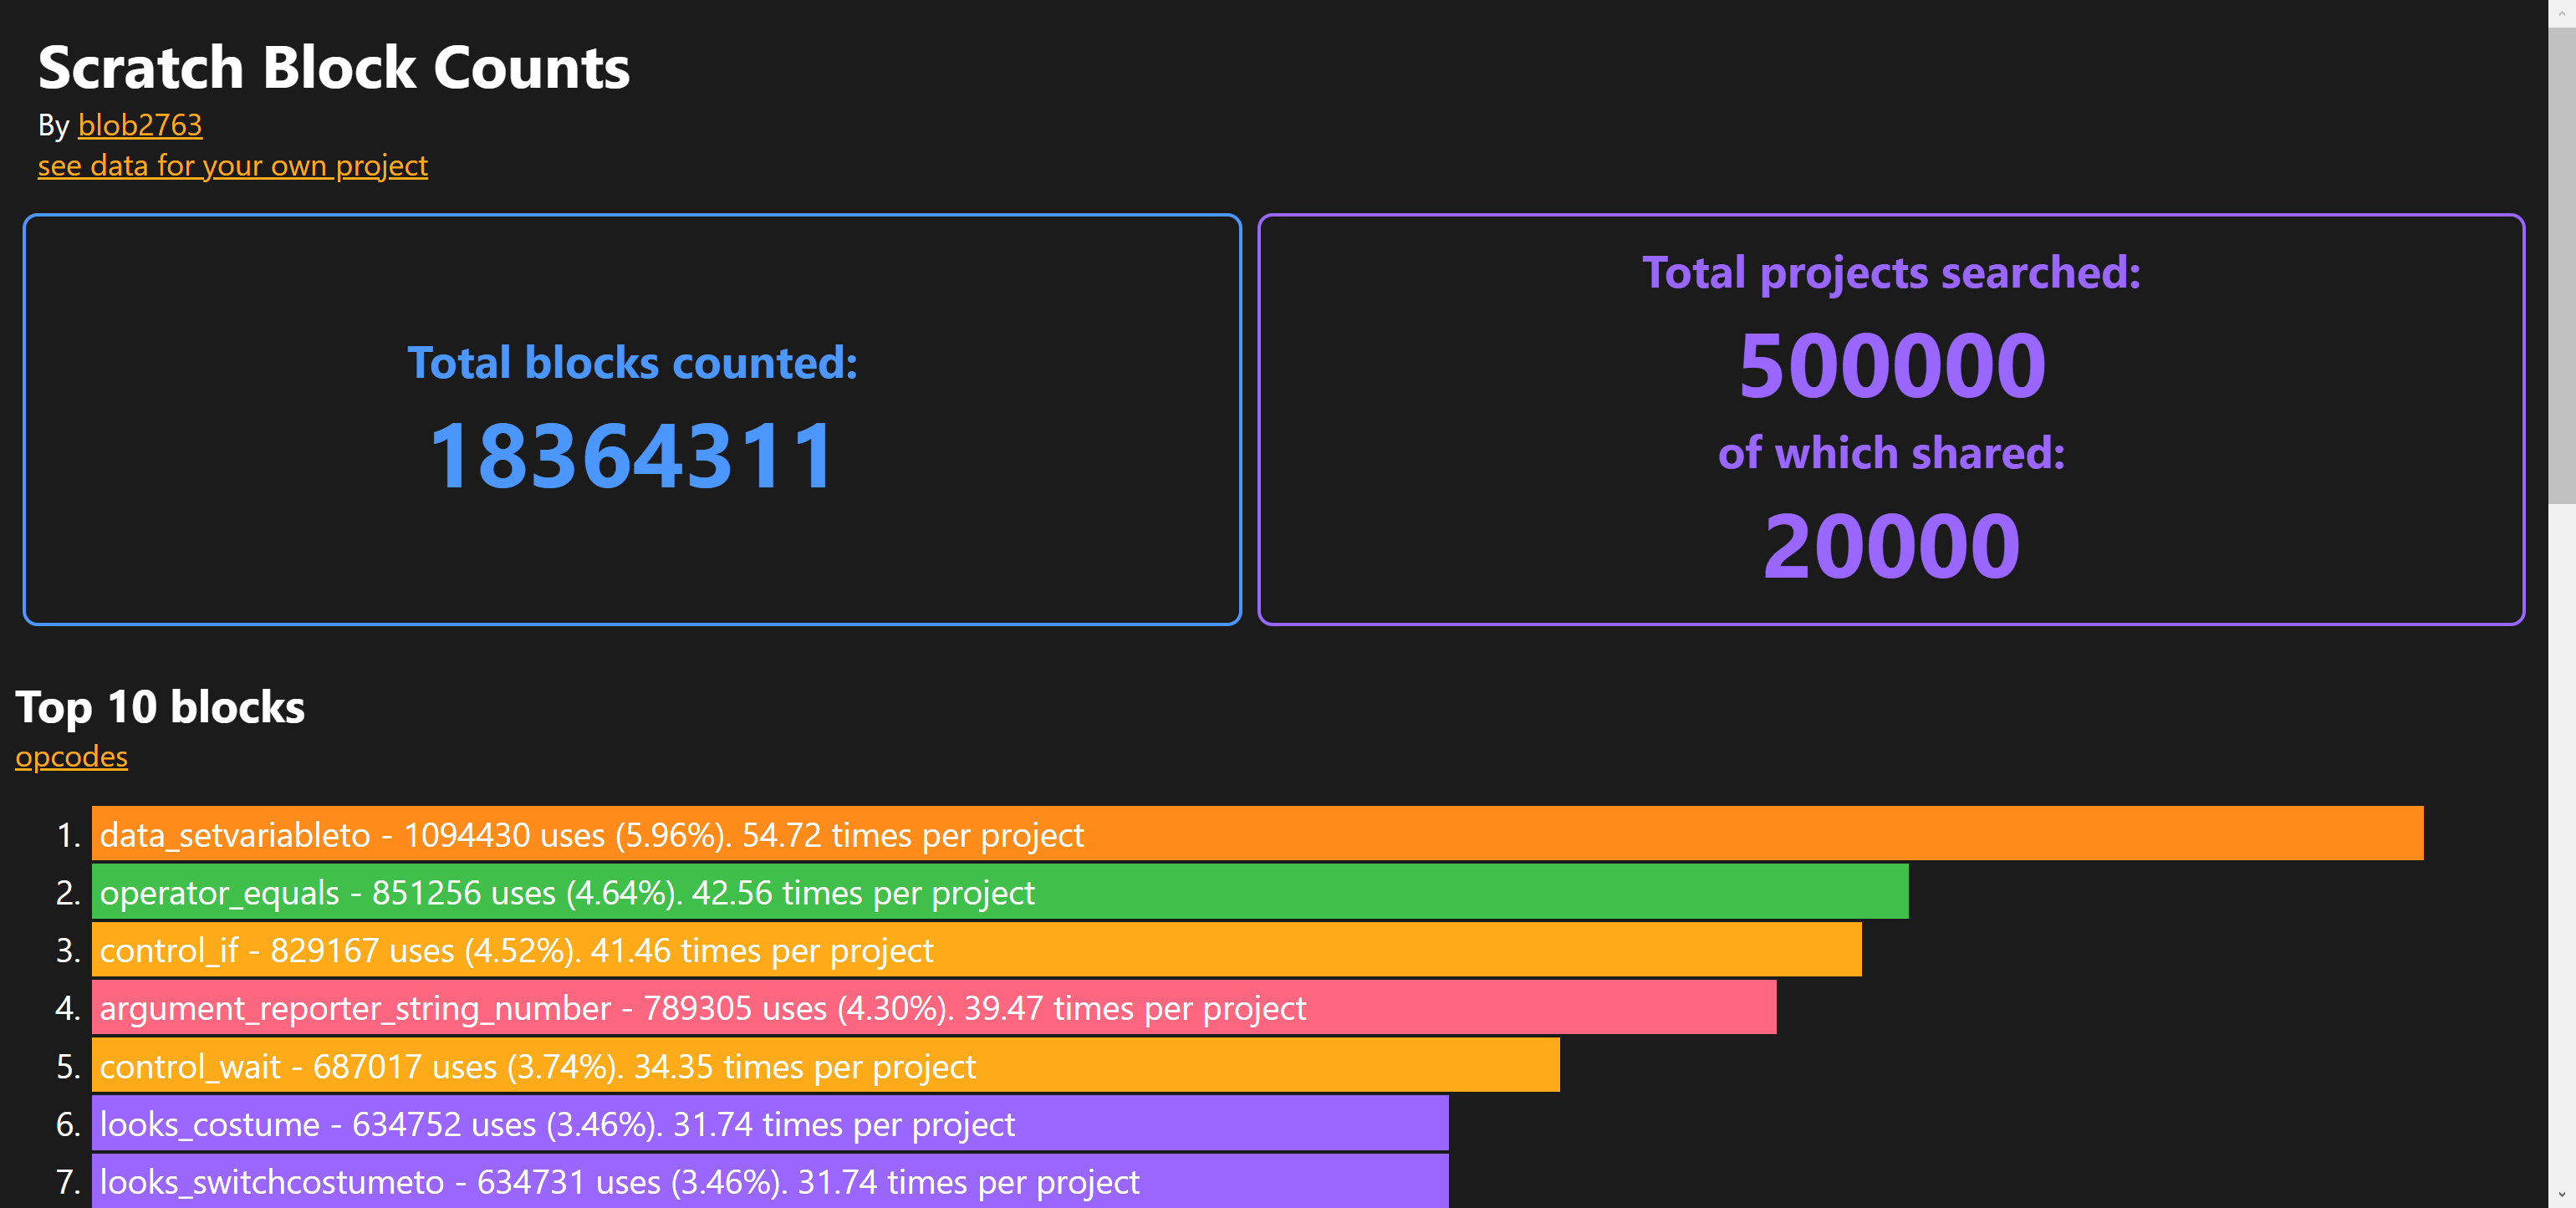 Scratch Block Counts
By blob2763
see data for your own project
Total blocks counted:
18364311
Total projects searched:
500000
of which shared:
20000
Top 10 blocks
opcodes
1. data_setvariableto - 1094430 uses (5.96%). 54.72 times per project
2. operator_equals - 851256 uses (4.64%). 42.56 times per project
3. control_if - 829167 uses (4.52%). 41.46 times per project
4. argument_reporter_string_number - 789305 uses (4.30%). 39.47 times per project
5. control_wait - 687017 uses (3.74%). 34.35 times per project
6. looks_costume - 634752 uses (3.46%). 31.74 times per project
7. looks_switchcostumeto - 634731 uses (3.46%). 31.74 times per project